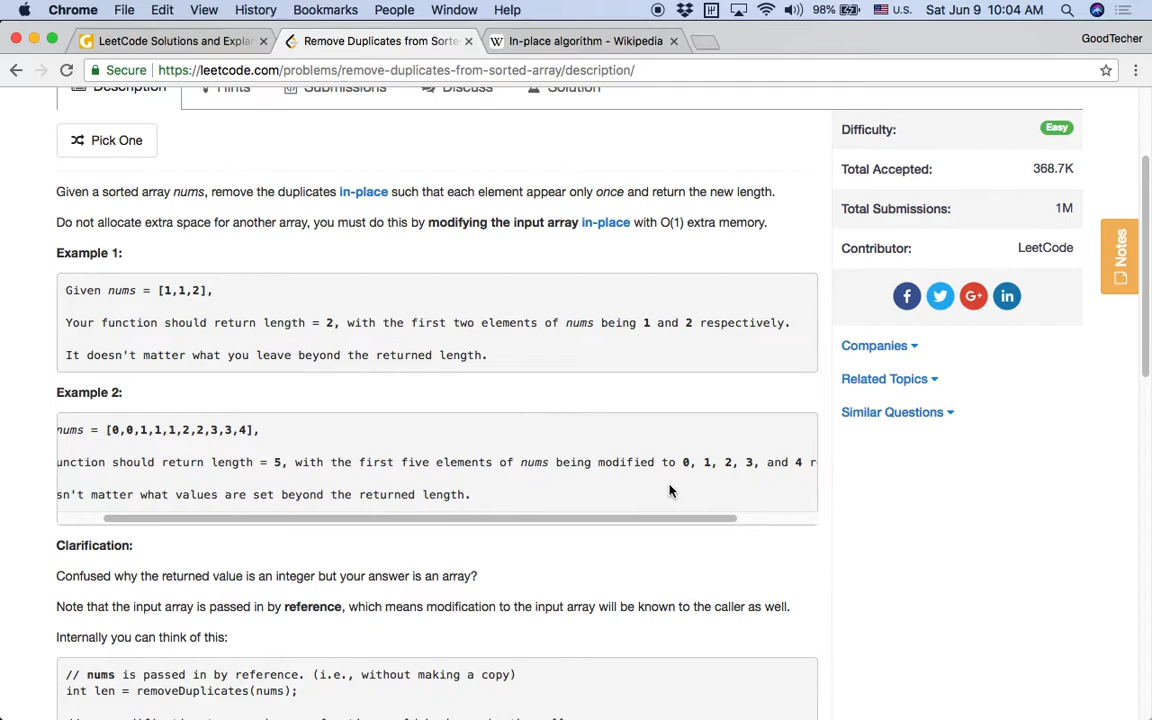 Chrome File Edit View History Bookmarks People Window Help 98% U.S. Sat Jun 9 10:04 AM
LeetCode Solutions and Explan Remove Duplicates from Sorte In-place algorithm - Wikipedia GoodTecher
Secure https://leetcode.com/problems/remove-duplicates-from-sorted-array/description/
Description Hints Submissions Discuss Solution
Pick One
Given a sorted array nums, remove the duplicates in-place such that each element appear only once and return the new length.
Do not allocate extra space for another array, you must do this by modifying the input array in-place with O(1) extra memory.
Example 1:
Given nums = [1,1,2],
Your function should return length = 2, with the first two elements of nums being 1 and 2 respectively.
It doesn't matter what you leave beyond the returned length.
Example 2:
nums = [0,0,1,1,1,2,2,3,3,4],
unction should return length = 5, with the first five elements of nums being modified to 0, 1, 2, 3, and 4 r
sn't matter what values are set beyond the returned length.
Clarification:
Confused why the returned value is an integer but your answer is an array?
Note that the input array is passed in by reference, which means modification to the input array will be known to the caller as well.
Internally you can think of this:
// nums is passed in by reference. (i.e., without making a copy)
int len = removeDuplicates(nums);
Difficulty: Easy
Total Accepted: 368.7K
Total Submissions: 1M
Contributor: LeetCode
Companies
Related Topics
Similar Questions
Notes